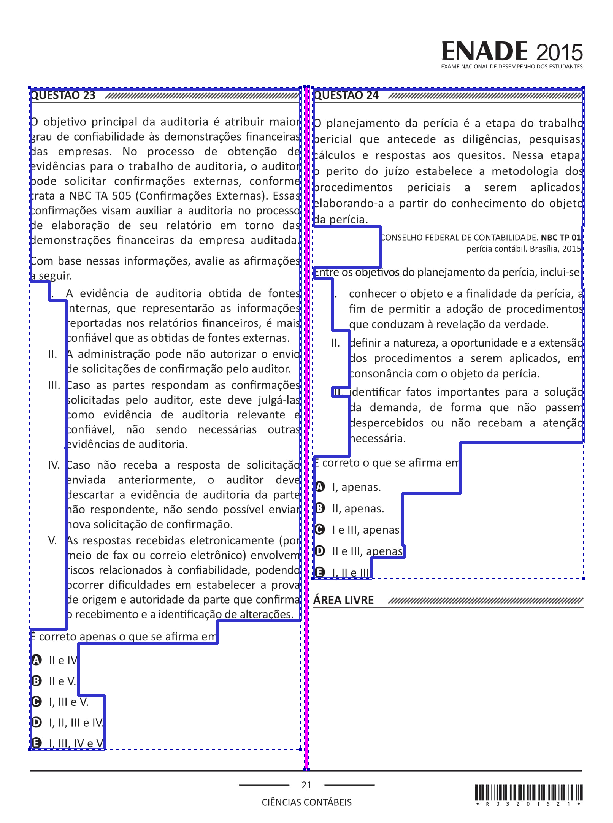 ENADE 2015
EXAME NACIONAL DE DESEMPENHO DOS ESTUDANTES
QUESTÃO 23
O objetivo principal da auditoria é atribuir maior
grau de confiabilidade às demonstrações financeiras
das empresas. No processo de obtenção de
evidências para o trabalho de auditoria, o auditor
pode solicitar confirmações externas, conforme
trata a NBC TA 505 (Confirmações Externas). Essas
confirmações visam auxiliar a auditoria no processo
de elaboração de seu relatório em torno das
demonstrações financeiras da empresa auditada.
Com base nessas informações, avalie as afirmações
a seguir.
I. A evidência de auditoria obtida de fontes
internas, que representarão as informações
reportadas nos relatórios financeiros, é mais
confiável que as obtidas de fontes externas.
II. A administração pode não autorizar o envio
de solicitações de confirmação pelo auditor.
III. Caso as partes respondam as confirmações
solicitadas pelo auditor, este deve julgá-las
como evidência de auditoria relevante e
confiável, não sendo necessárias outras
evidências de auditoria.
IV. Caso não receba a resposta de solicitação
enviada anteriormente, o auditor deve
descartar a evidência de auditoria da parte
não respondente, não sendo possível enviar
nova solicitação de confirmação.
V. As respostas recebidas eletronicamente (por
meio de fax ou correio eletrônico) envolvem
riscos relacionados à confiabilidade, podendo
ocorrer dificuldades em estabelecer a prova
de origem e autoridade da parte que confirma
o recebimento e a identificação de alterações.
É correto apenas o que se afirma em
A II e IV.
B II e V.
C I, III e V.
D I, II, III e IV.
E I, III, IV e V.
QUESTÃO 24
O planejamento da perícia é a etapa do trabalho
pericial que antecede as diligências, pesquisas,
cálculos e respostas aos quesitos. Nessa etapa,
o perito do juízo estabelece a metodologia dos
procedimentos periciais a serem aplicados,
elaborando-a a partir do conhecimento do objeto
da perícia.
CONSELHO FEDERAL DE CONTABILIDADE. NBC TP 01
perícia contábil. Brasília, 2015
Entre os objetivos do planejamento da perícia, inclui-se
I. conhecer o objeto e a finalidade da perícia, a
fim de permitir a adoção de procedimentos
que conduzam à revelação da verdade.
II. definir a natureza, a oportunidade e a extensão
dos procedimentos a serem aplicados, em
consonância com o objeto da perícia.
III. identificar fatos importantes para a solução
da demanda, de forma que não passem
despercebidos ou não recebam a atenção
necessária.
É correto o que se afirma em
A I, apenas.
B II, apenas.
C I e III, apenas.
D II e III, apenas.
E I, II e III.
ÁREA LIVRE
21
CIÊNCIAS CONTÁBEIS
*R3320152​1*